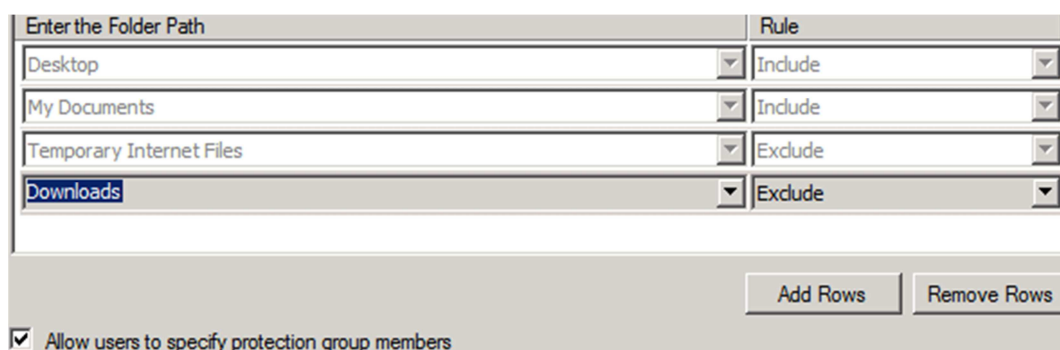 Enter the Folder Path Rule
Desktop Include
My Documents Include
Temporary Internet Files Exclude
Downloads Exclude
Add Rows Remove Rows
Allow users to specify protection group members